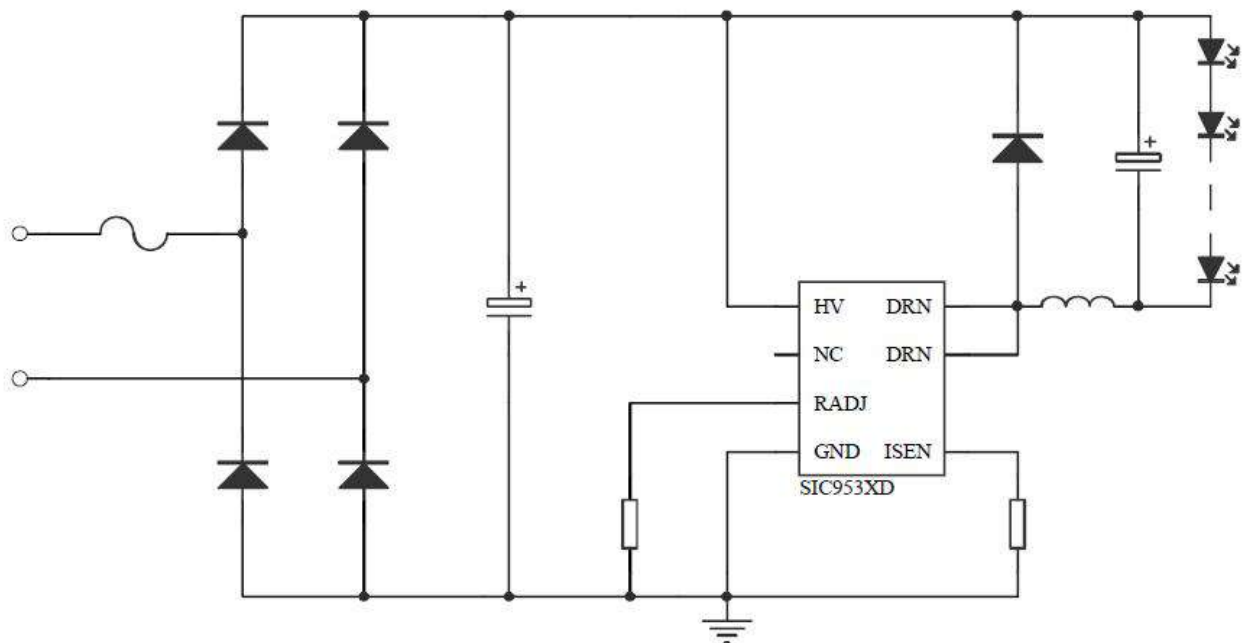 +
+
HV DRN
NC DRN
RADJ
GND ISEN
SIC953XD